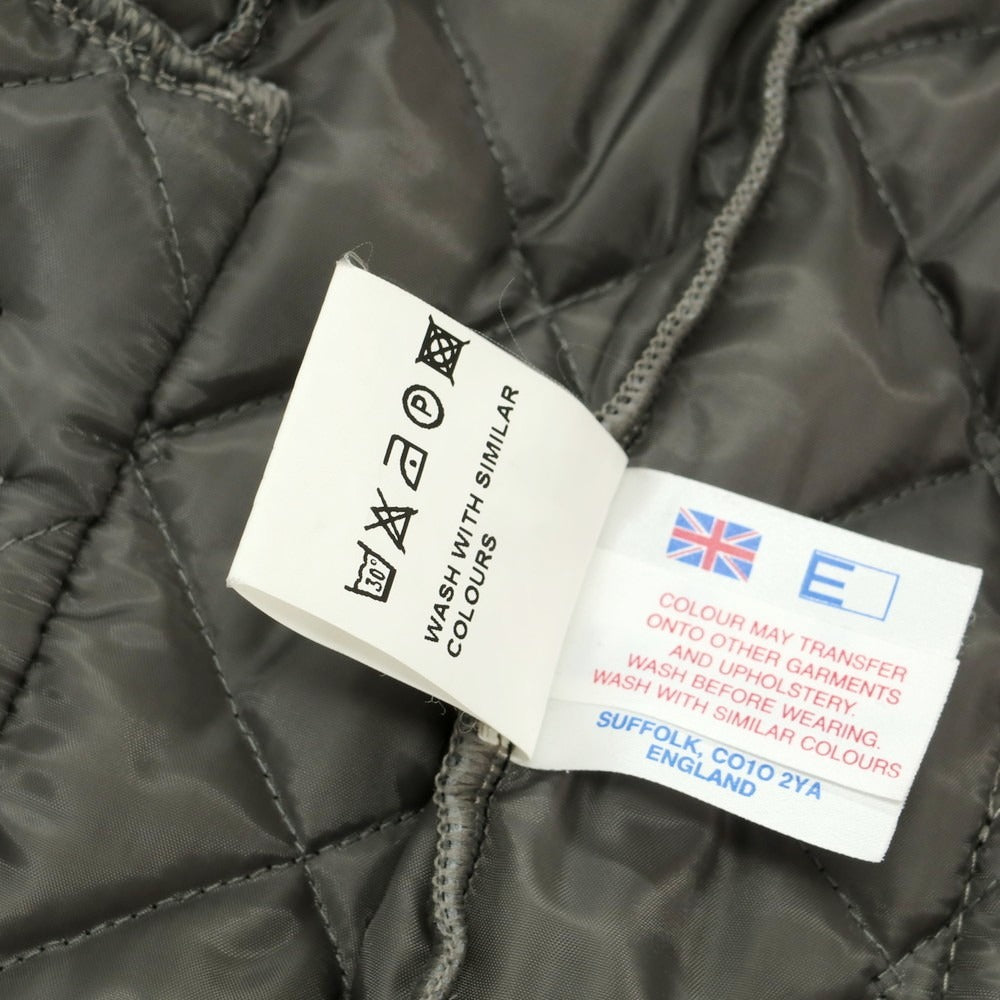 30°
P
WASH WITH SIMILAR
COLOURS
E
COLOUR MAY TRANSFER
ONTO OTHER GARMENTS
AND UPHOLSTERY.
WASH BEFORE WEARING.
WASH WITH SIMILAR COLOURS
SUFFOLK, CO10 2YA
ENGLAND